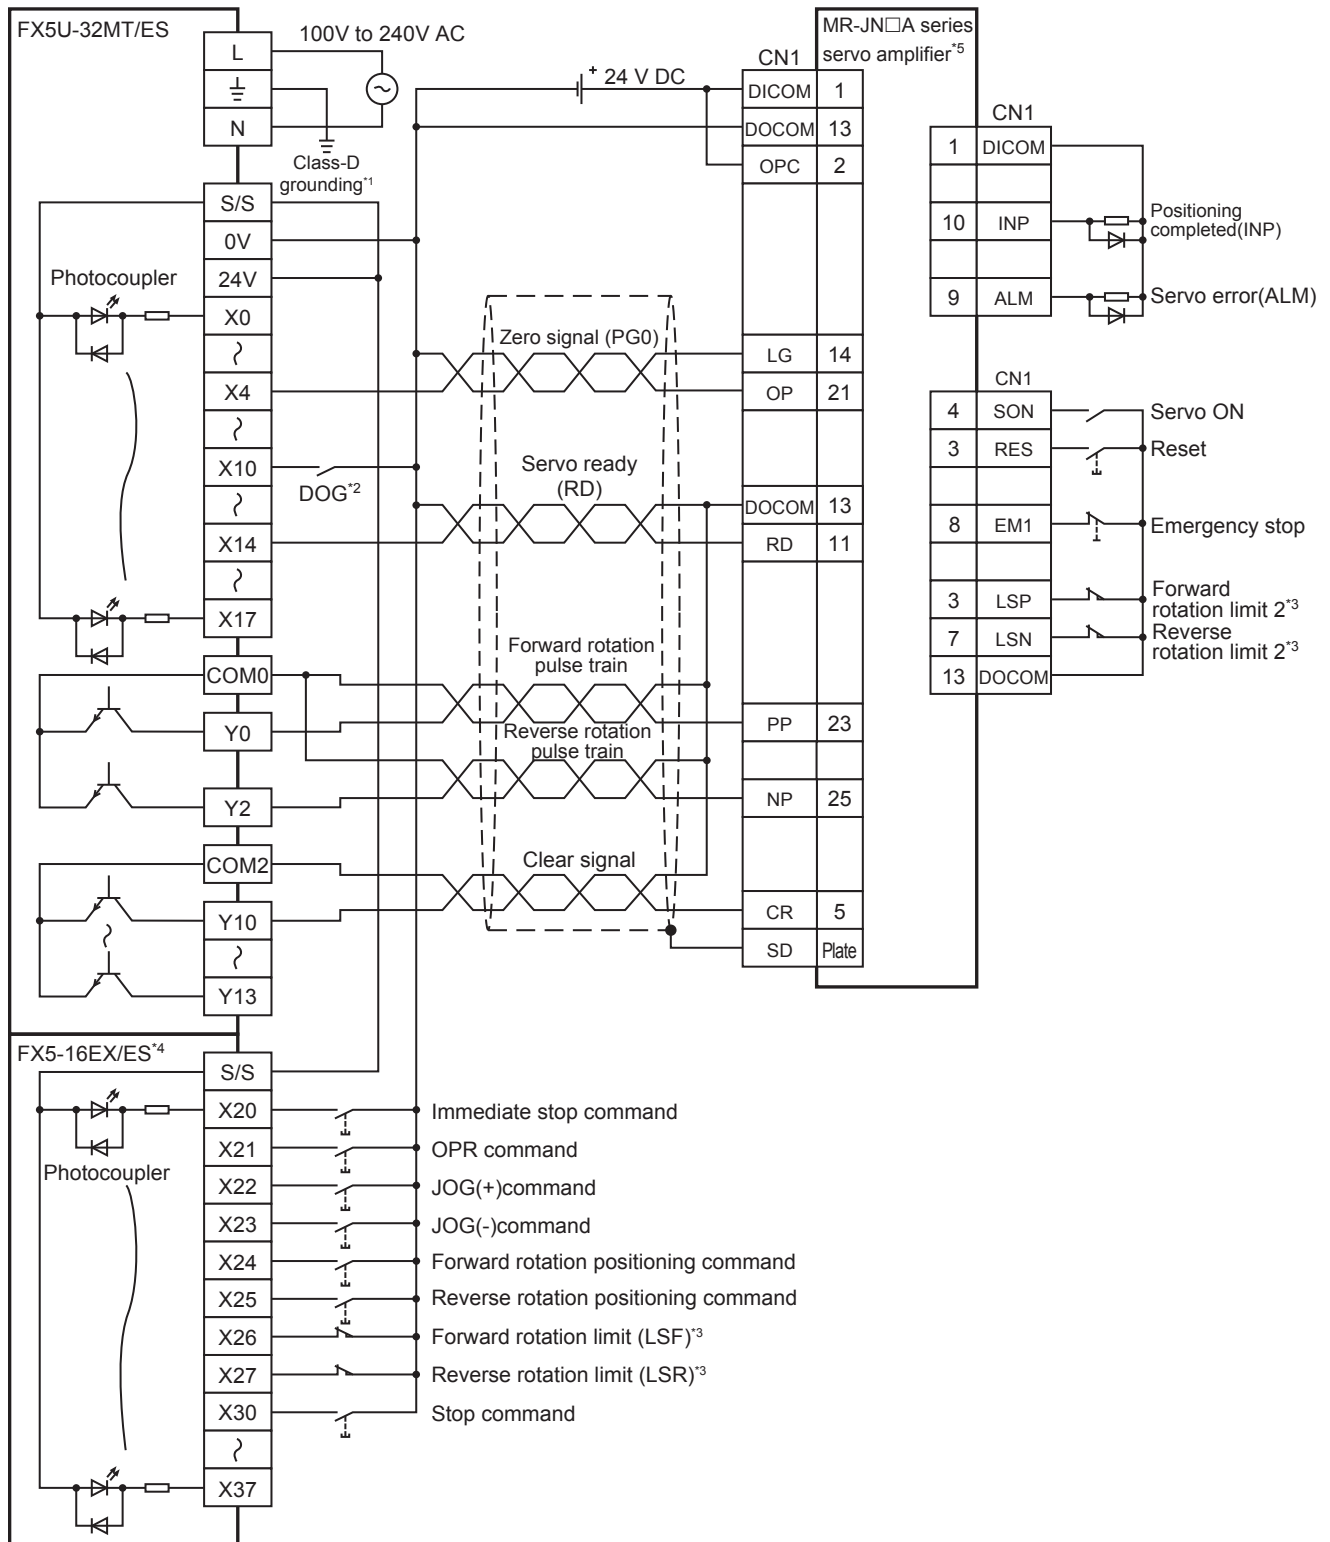 FX5U-32MT/ES
L
N
100V to 240V AC
Class-D
grounding*1
S/S
0V
24V
X0
X4
X10
X14
X17
COM0
Y0
Y2
COM2
Y10
Y13
Photocoupler
DOG*2
+ 24 V DC
Zero signal (PG0)
Servo ready
(RD)
Forward rotation
pulse train
Reverse rotation
pulse train
Clear signal
MR-JN□A series
servo amplifier*5
CN1
DICOM 1
DOCOM 13
OPC 2
LG 14
OP 21
DOCOM 13
RD 11
PP 23
NP 25
CR 5
SD Plate
CN1
1 DICOM
10 INP
9 ALM
Positioning
completed(INP)
Servo error(ALM)
CN1
4 SON Servo ON
3 RES Reset
8 EM1 Emergency stop
3 LSP Forward
rotation limit 2*3
7 LSN Reverse
rotation limit 2*3
13 DOCOM
FX5-16EX/ES*4
Photocoupler
S/S
X20 Immediate stop command
X21 OPR command
X22 JOG(+)command
X23 JOG(-)command
X24 Forward rotation positioning command
X25 Reverse rotation positioning command
X26 Forward rotation limit (LSF)*3
X27 Reverse rotation limit (LSR)*3
X30 Stop command
X37